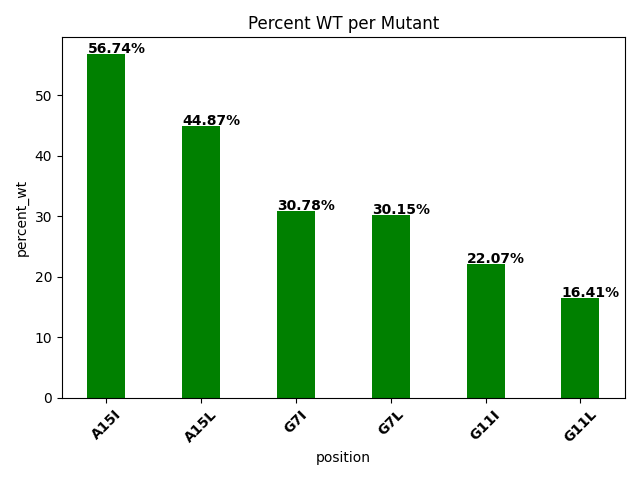 Percent WT per Mutant
56.74%
44.87%
30.78%
30.15%
22.07%
16.41%
percent_wt
50
40
30
20
10
0
A15I
A15L
G7I
G7L
G11I
G11L
position